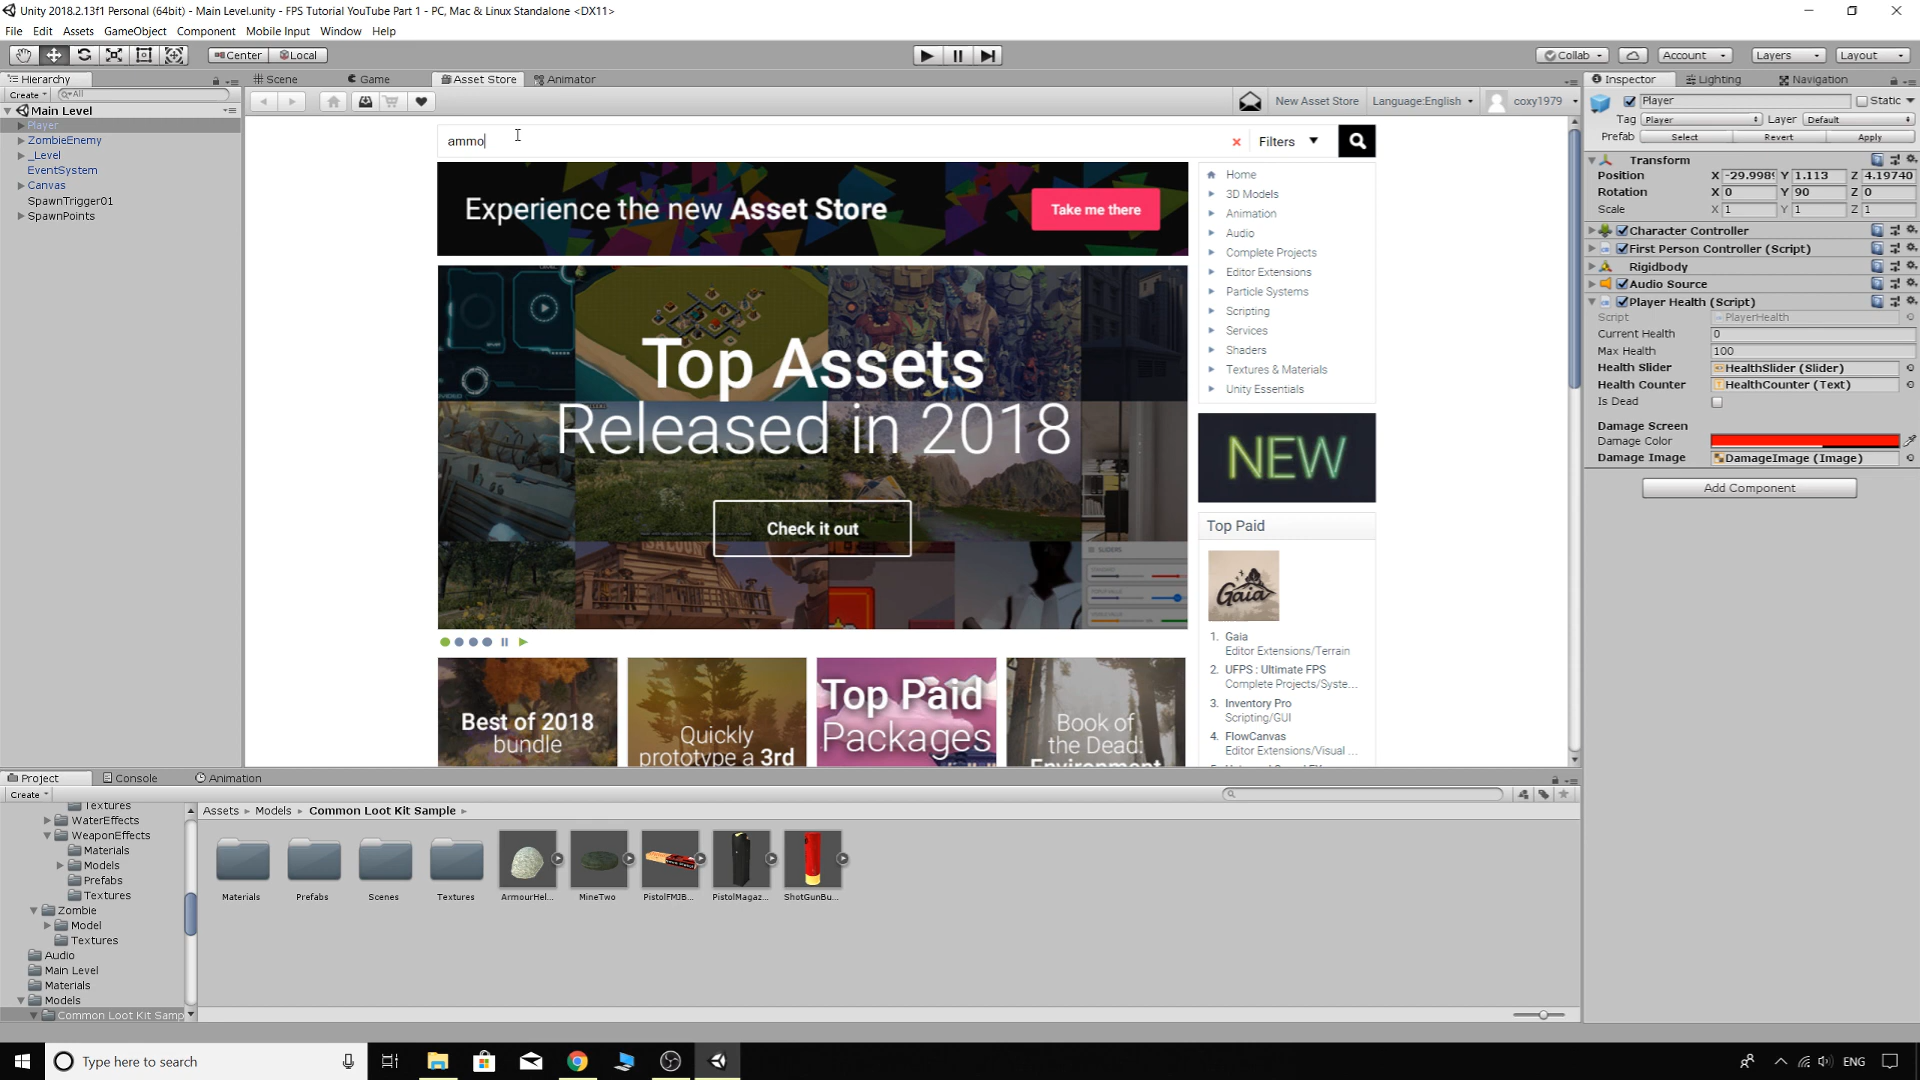 Unity 2018.2.13f1 Personal (64bit) - Main Level.unity - FPS Tutorial YouTube Part 1 - PC, Mac & Linux Standalone <DX11>
File Edit Assets GameObject Component Mobile Input Window Help
Center Local Collab Account Layers Layout
Hierarchy
Create All
Main Level
Player
ZombieEnemy
_Level
EventSystem
Canvas
SpawnTrigger01
SpawnPoints
Scene Game Asset Store Animator
New Asset Store Language:English coxy1979
ammo
Filters
Experience the new Asset Store
Take me there
Top Assets
Released in 2018
Check it out
Best of 2018
bundle
Quickly
prototype a 3rd
Top Paid
Packages
Book of
the Dead:
Environment
Home
3D Models
Animation
Audio
Complete Projects
Editor Extensions
Particle Systems
Scripting
Services
Shaders
Textures & Materials
Unity Essentials
NEW
Top Paid
Gaia
1. Gaia
Editor Extensions/Terrain
2. UFPS : Ultimate FPS
Complete Projects/Syste...
3. Inventory Pro
Scripting/GUI
4. FlowCanvas
Editor Extensions/Visual ...
Inspector Lighting Navigation
Player Static
Tag Player Layer Default
Prefab Select Revert Apply
Transform
Position X -29.998 Y 1.113 Z 4.19740
Rotation X 0 Y 90 Z 0
Scale X 1 Y 1 Z 1
Character Controller
First Person Controller (Script)
Rigidbody
Audio Source
Player Health (Script)
Script PlayerHealth
Current Health 0
Max Health 100
Health Slider HealthSlider (Slider)
Health Counter HealthCounter (Text)
Is Dead
Damage Screen
Damage Color
Damage Image DamageImage (Image)
Add Component
Project Console Animation
Create
Textures
WaterEffects
WeaponEffects
Materials
Models
Prefabs
Textures
Zombie
Model
Textures
Audio
Main Level
Materials
Models
Common Loot Kit Samp
Assets Models Common Loot Kit Sample
Materials Prefabs Scenes Textures ArmourHel... MineTwo PistolFMJB... PistolMagaz... ShotGunBu...
Type here to search
ENG